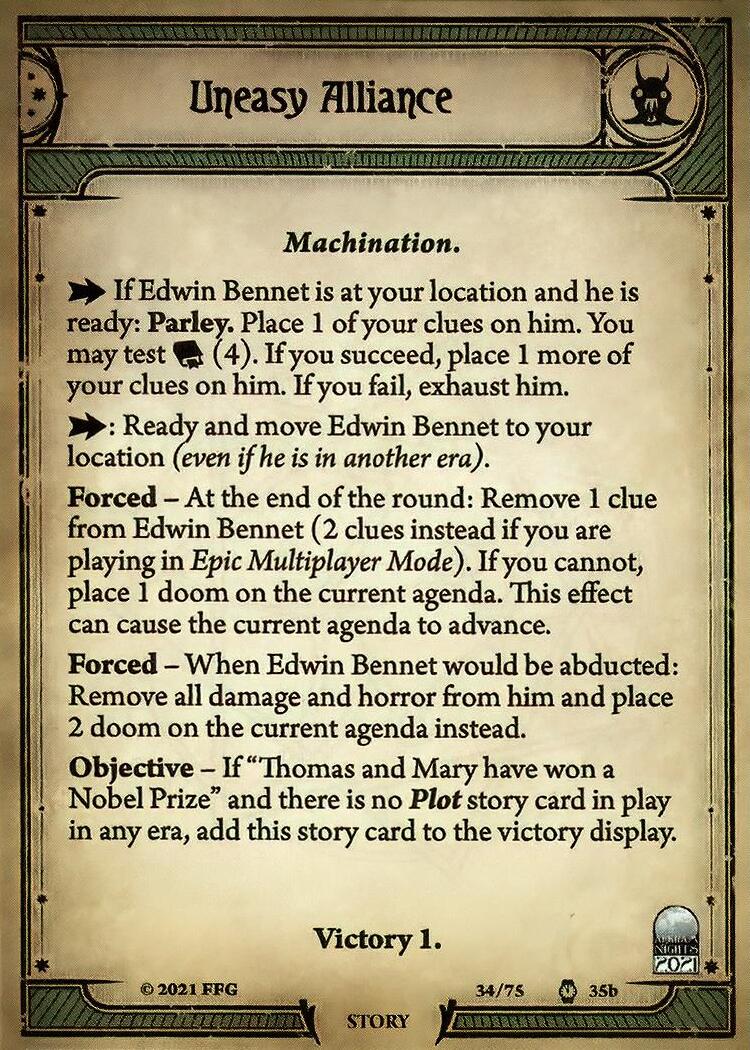 Uneasy Alliance
Machination.
If Edwin Bennet is at your location and he is
ready: Parley. Place 1 of your clues on him. You
may test (4). If you succeed, place 1 more of
your clues on him. If you fail, exhaust him.
: Ready and move Edwin Bennet to your
location (even if he is in another era).
Forced – At the end of the round: Remove 1 clue
from Edwin Bennet (2 clues instead if you are
playing in Epic Multiplayer Mode). If you cannot,
place 1 doom on the current agenda. This effect
can cause the current agenda to advance.
Forced – When Edwin Bennet would be abducted:
Remove all damage and horror from him and place
2 doom on the current agenda instead.
Objective – If “Thomas and Mary have won a
Nobel Prize” and there is no Plot story card in play
in any era, add this story card to the victory display.
Victory 1.
ARKHAM
NIGHTS
2021
© 2021 FFG
34/75
35b
STORY